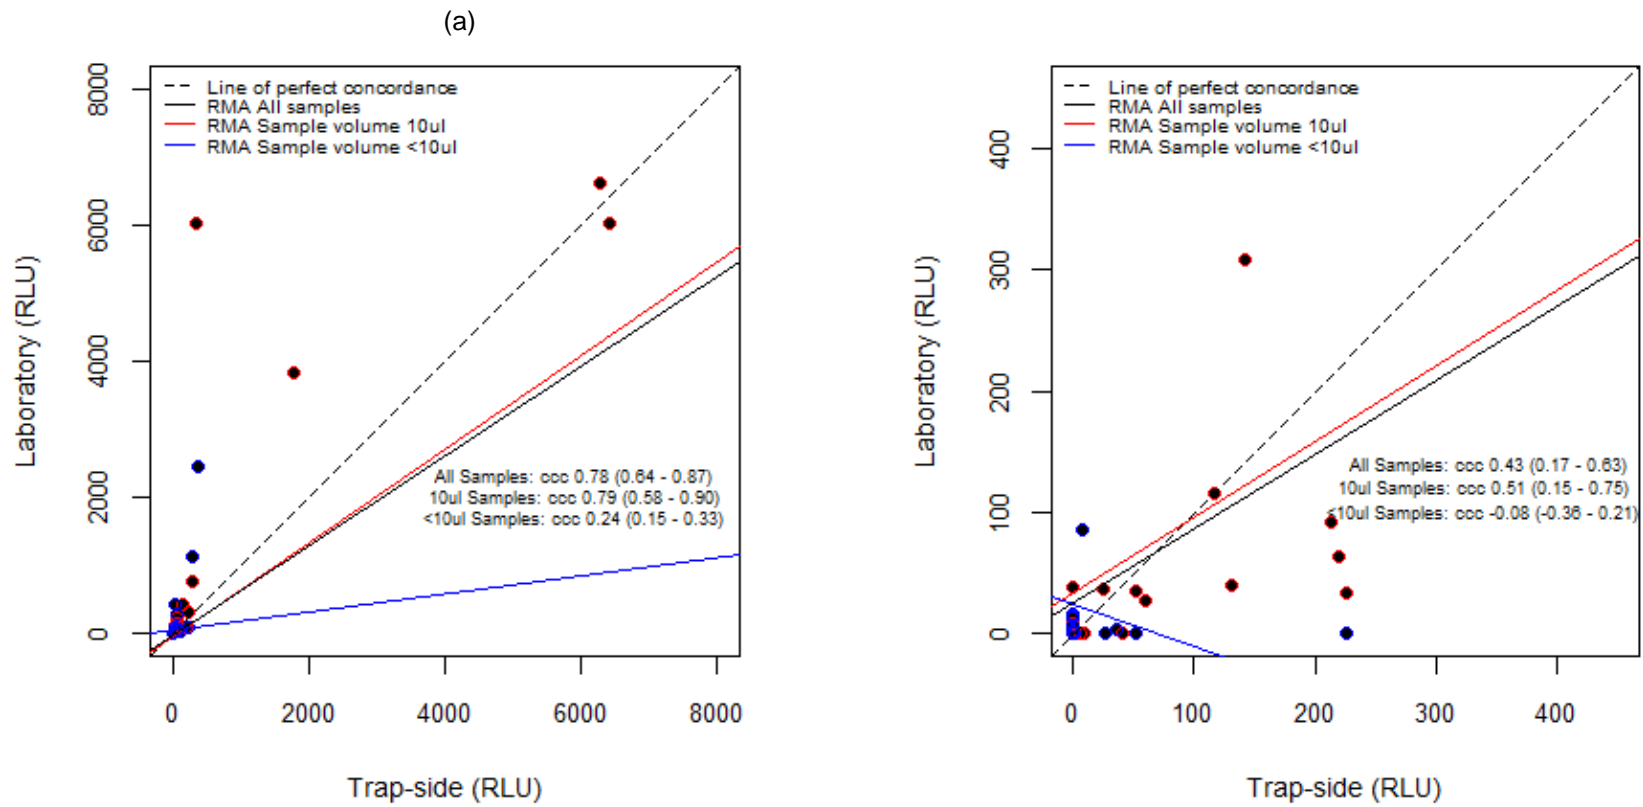 (a)
Line of perfect concordance
RMA All samples
RMA Sample volume 10ul
RMA Sample volume <10ul
8000
6000
4000
2000
0
Laboratory (RLU)
All Samples: ccc 0.78 (0.64 - 0.87)
10ul Samples: ccc 0.79 (0.58 - 0.90)
<10ul Samples: ccc 0.24 (0.15 - 0.33)
0 2000 4000 6000 8000
Trap-side (RLU)
Line of perfect concordance
RMA All samples
RMA Sample volume 10ul
RMA Sample volume <10ul
400
300
200
100
0
Laboratory (RLU)
All Samples: ccc 0.43 (0.17 - 0.63)
10ul Samples: ccc 0.51 (0.15 - 0.75)
<10ul Samples: ccc -0.08 (-0.36 - 0.21)
0 100 200 300 400
Trap-side (RLU)